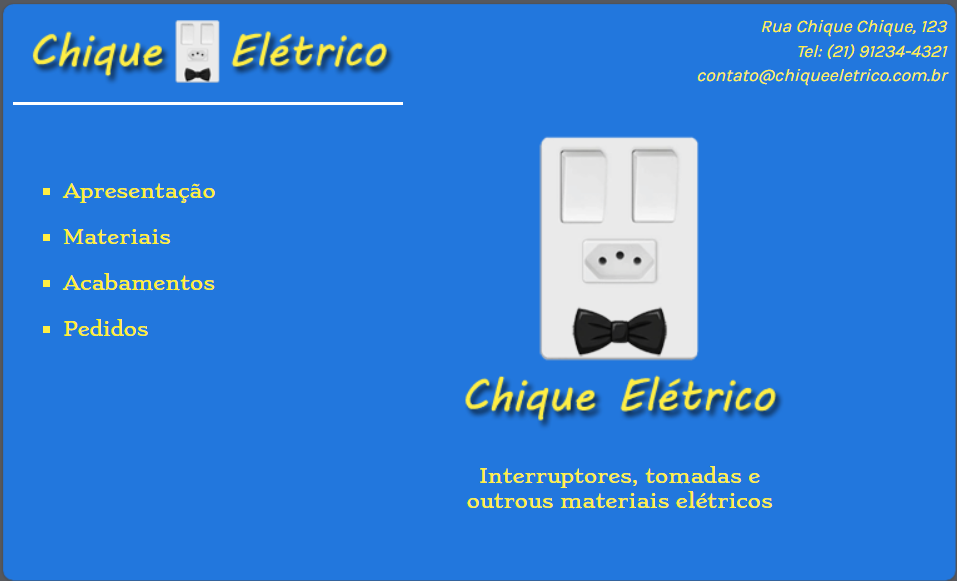 Chique Elétrico
Rua Chique Chique, 123
Tel: (21) 91234-4321
contato@chiqueeletrico.com.br
Apresentação
Materiais
Acabamentos
Pedidos
Chique Elétrico
Interruptores, tomadas e
outrous materiais elétricos